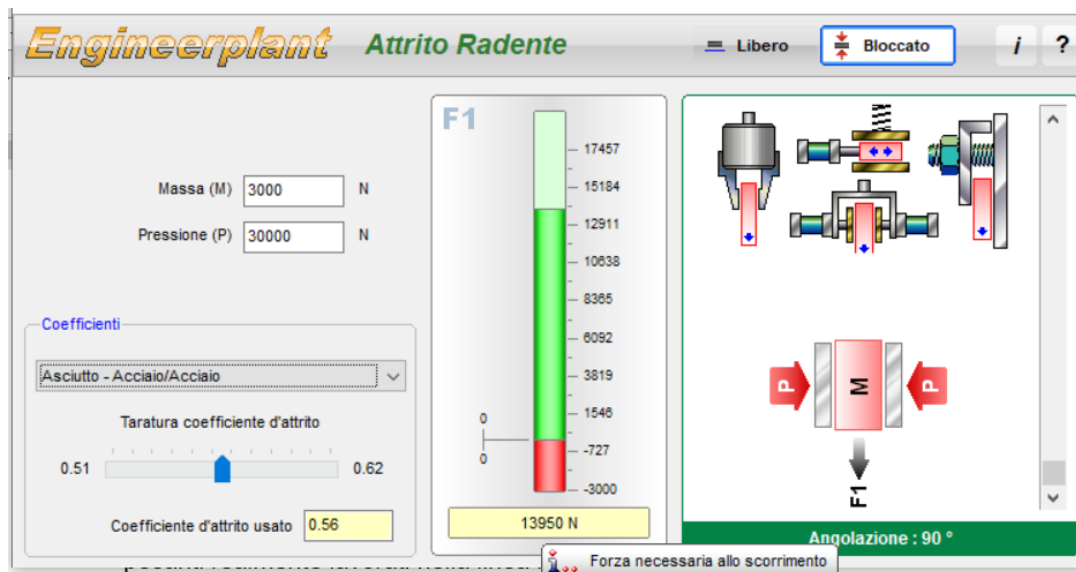 Engineerplant Attrito Radente Libero Bloccato i ?
F1
Massa (M) 3000 N
Pressione (P) 30000 N
Coefficienti
Asciutto - Acciaio/Acciaio
Taratura coefficiente d'attrito
0.51 0.62
Coefficiente d'attrito usato 0.56
17457
15184
12911
10638
8365
6092
3819
1546
-727
-3000
0
0
13950 N
P M P
F1
Angolazione : 90 °
Forza necessaria allo scorrimento